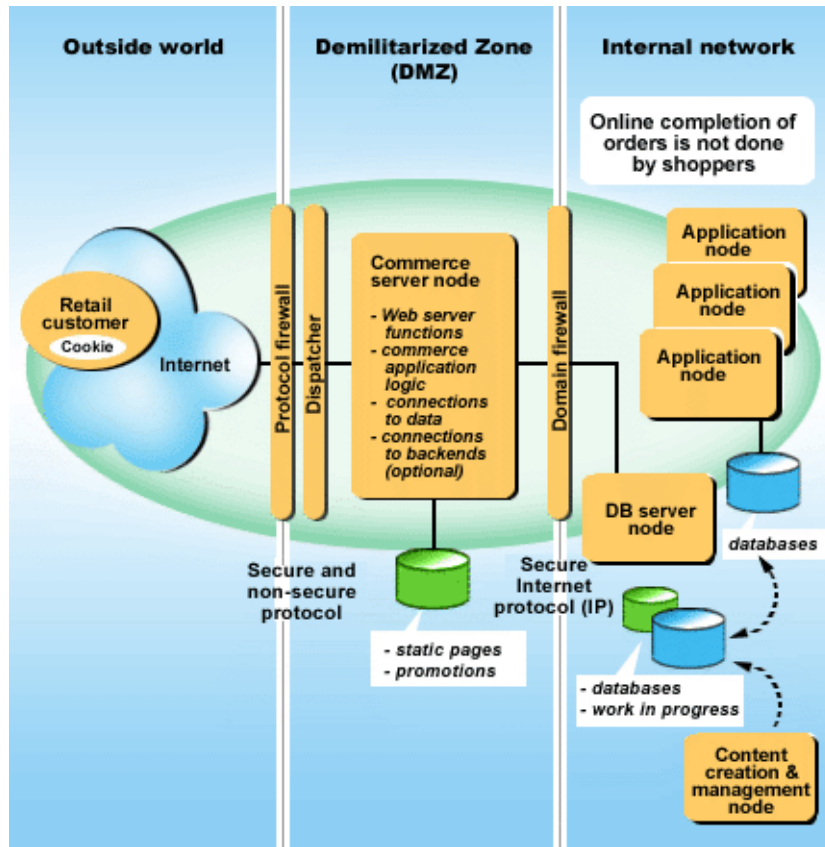 Outside world
Demilitarized Zone
(DMZ)
Internal network
Online completion of
orders is not done
by shoppers
Retail
customer
Cookie
Internet
Protocol firewall
Dispatcher
Commerce
server node
- Web server
functions
- commerce
application
logic
- connections
to data
- connections
to backends
(optional)
Domain firewall
Application
node
Application
node
Application
node
DB server
node
databases
Secure and
non-secure
protocol
Secure
Internet
protocol (IP)
- static pages
- promotions
- databases
- work in progress
Content
creation &
management
node